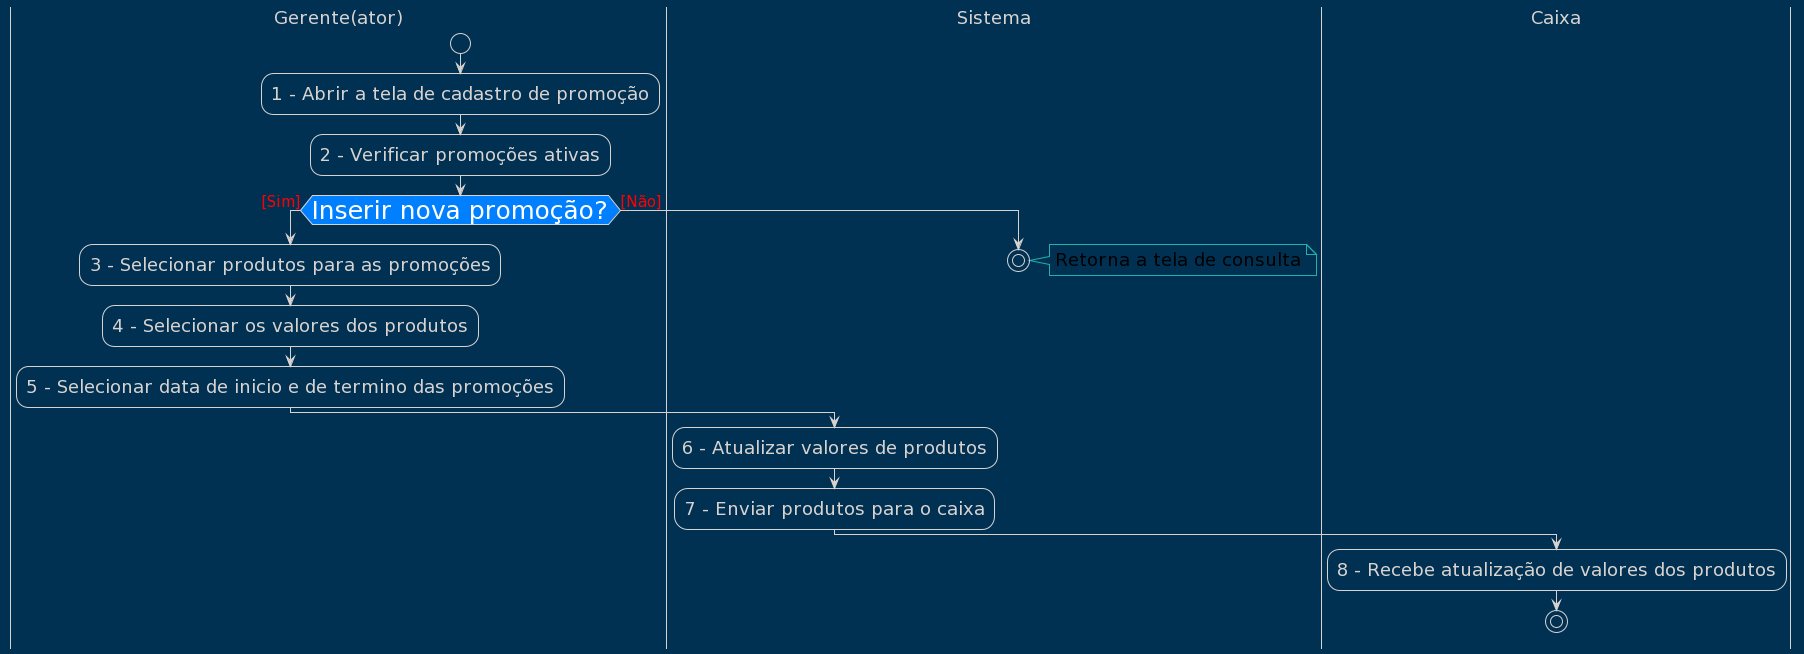 Gerente(ator)
Sistema
Caixa
1 - Abrir a tela de cadastro de promoção
2 - Verificar promoções ativas
[Sim]
Inserir nova promoção?
[Não]
3 - Selecionar produtos para as promoções
Retorna a tela de consulta
4 - Selecionar os valores dos produtos
5 - Selecionar data de inicio e de termino das promoções
6 - Atualizar valores de produtos
7 - Enviar produtos para o caixa
8 - Recebe atualização de valores dos produtos